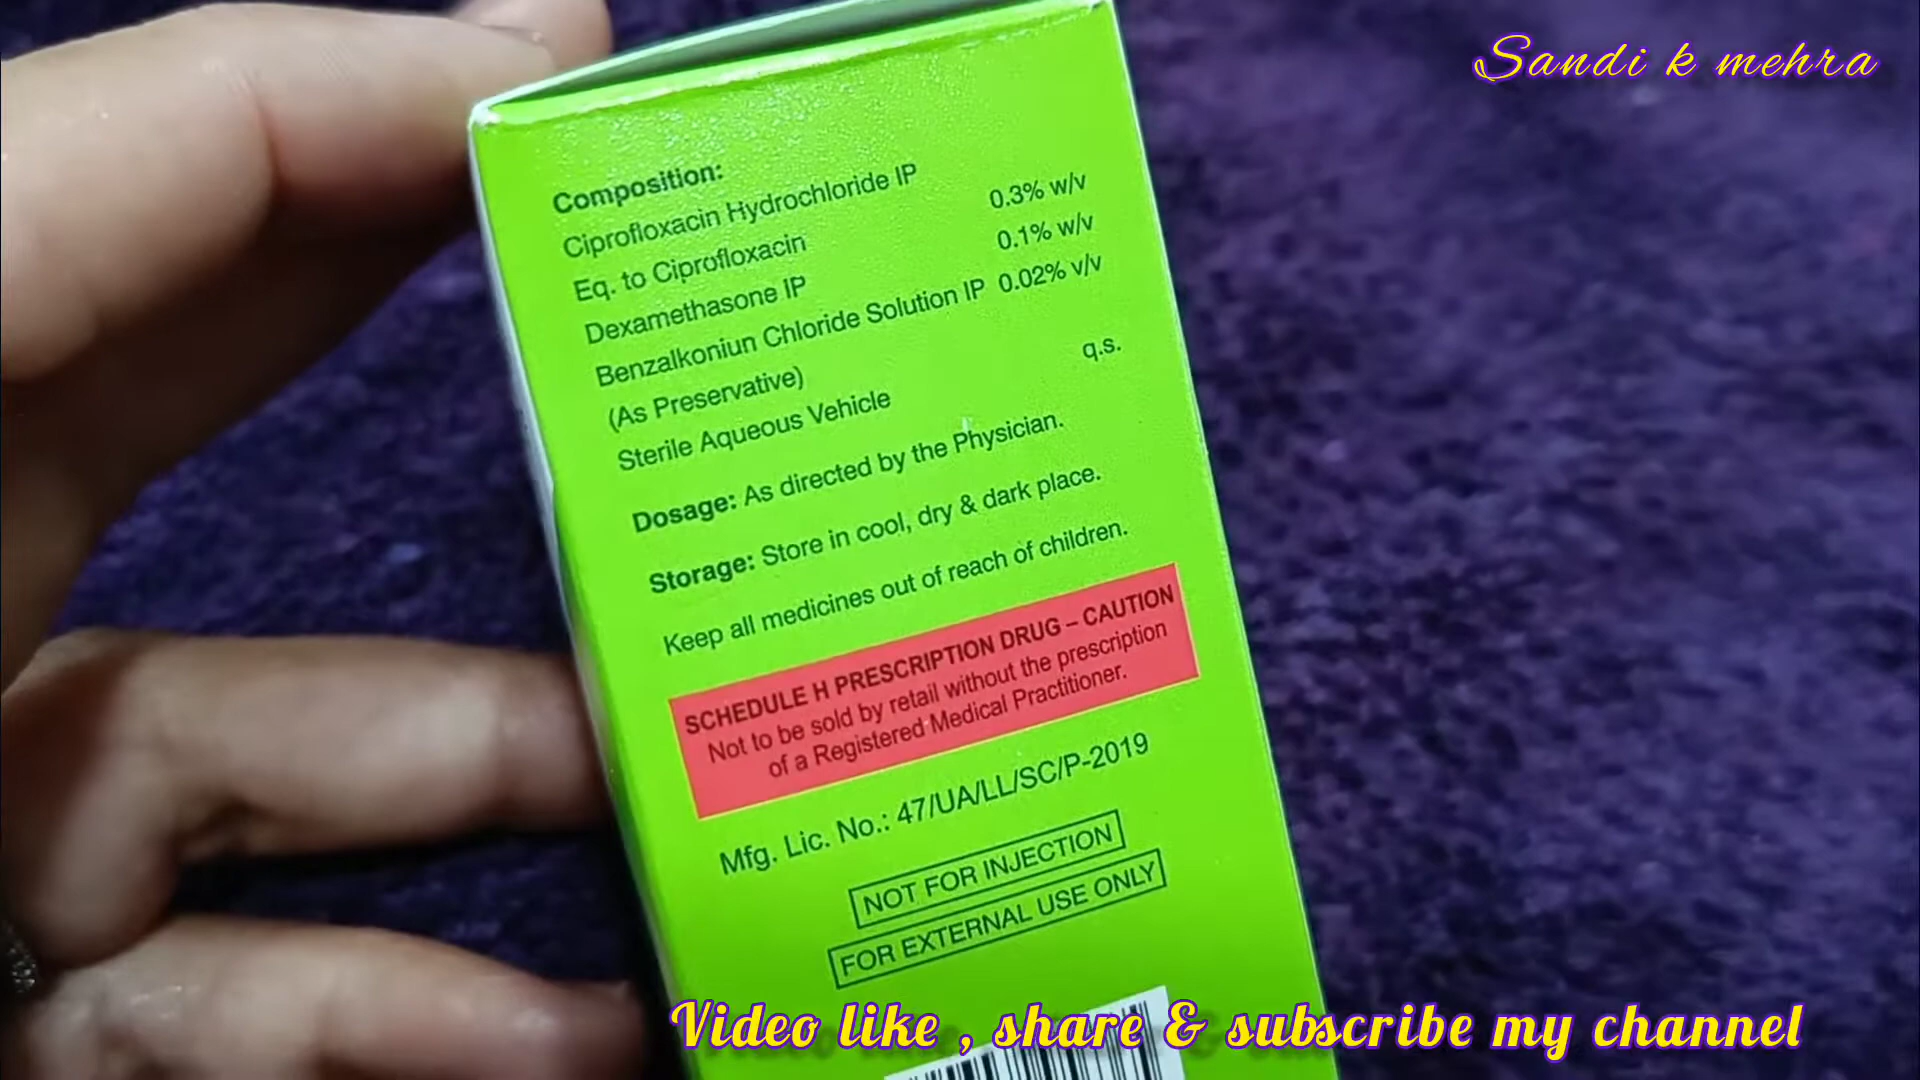 Sandi k mehra
Composition:
Ciprofloxacin Hydrochloride IP
Eq. to Ciprofloxacin 0.3% w/v
Dexamethasone IP 0.1% w/v
Benzalkoniun Chloride Solution IP 0.02% v/v
(As Preservative)
Sterile Aqueous Vehicle q.s.
Dosage: As directed by the Physician.
Storage: Store in cool, dry & dark place.
Keep all medicines out of reach of children.
SCHEDULE H PRESCRIPTION DRUG – CAUTION
Not to be sold by retail without the prescription
of a Registered Medical Practitioner.
Mfg. Lic. No.: 47/UA/LL/SC/P-2019
NOT FOR INJECTION
FOR EXTERNAL USE ONLY
Video like , share & subscribe my channel